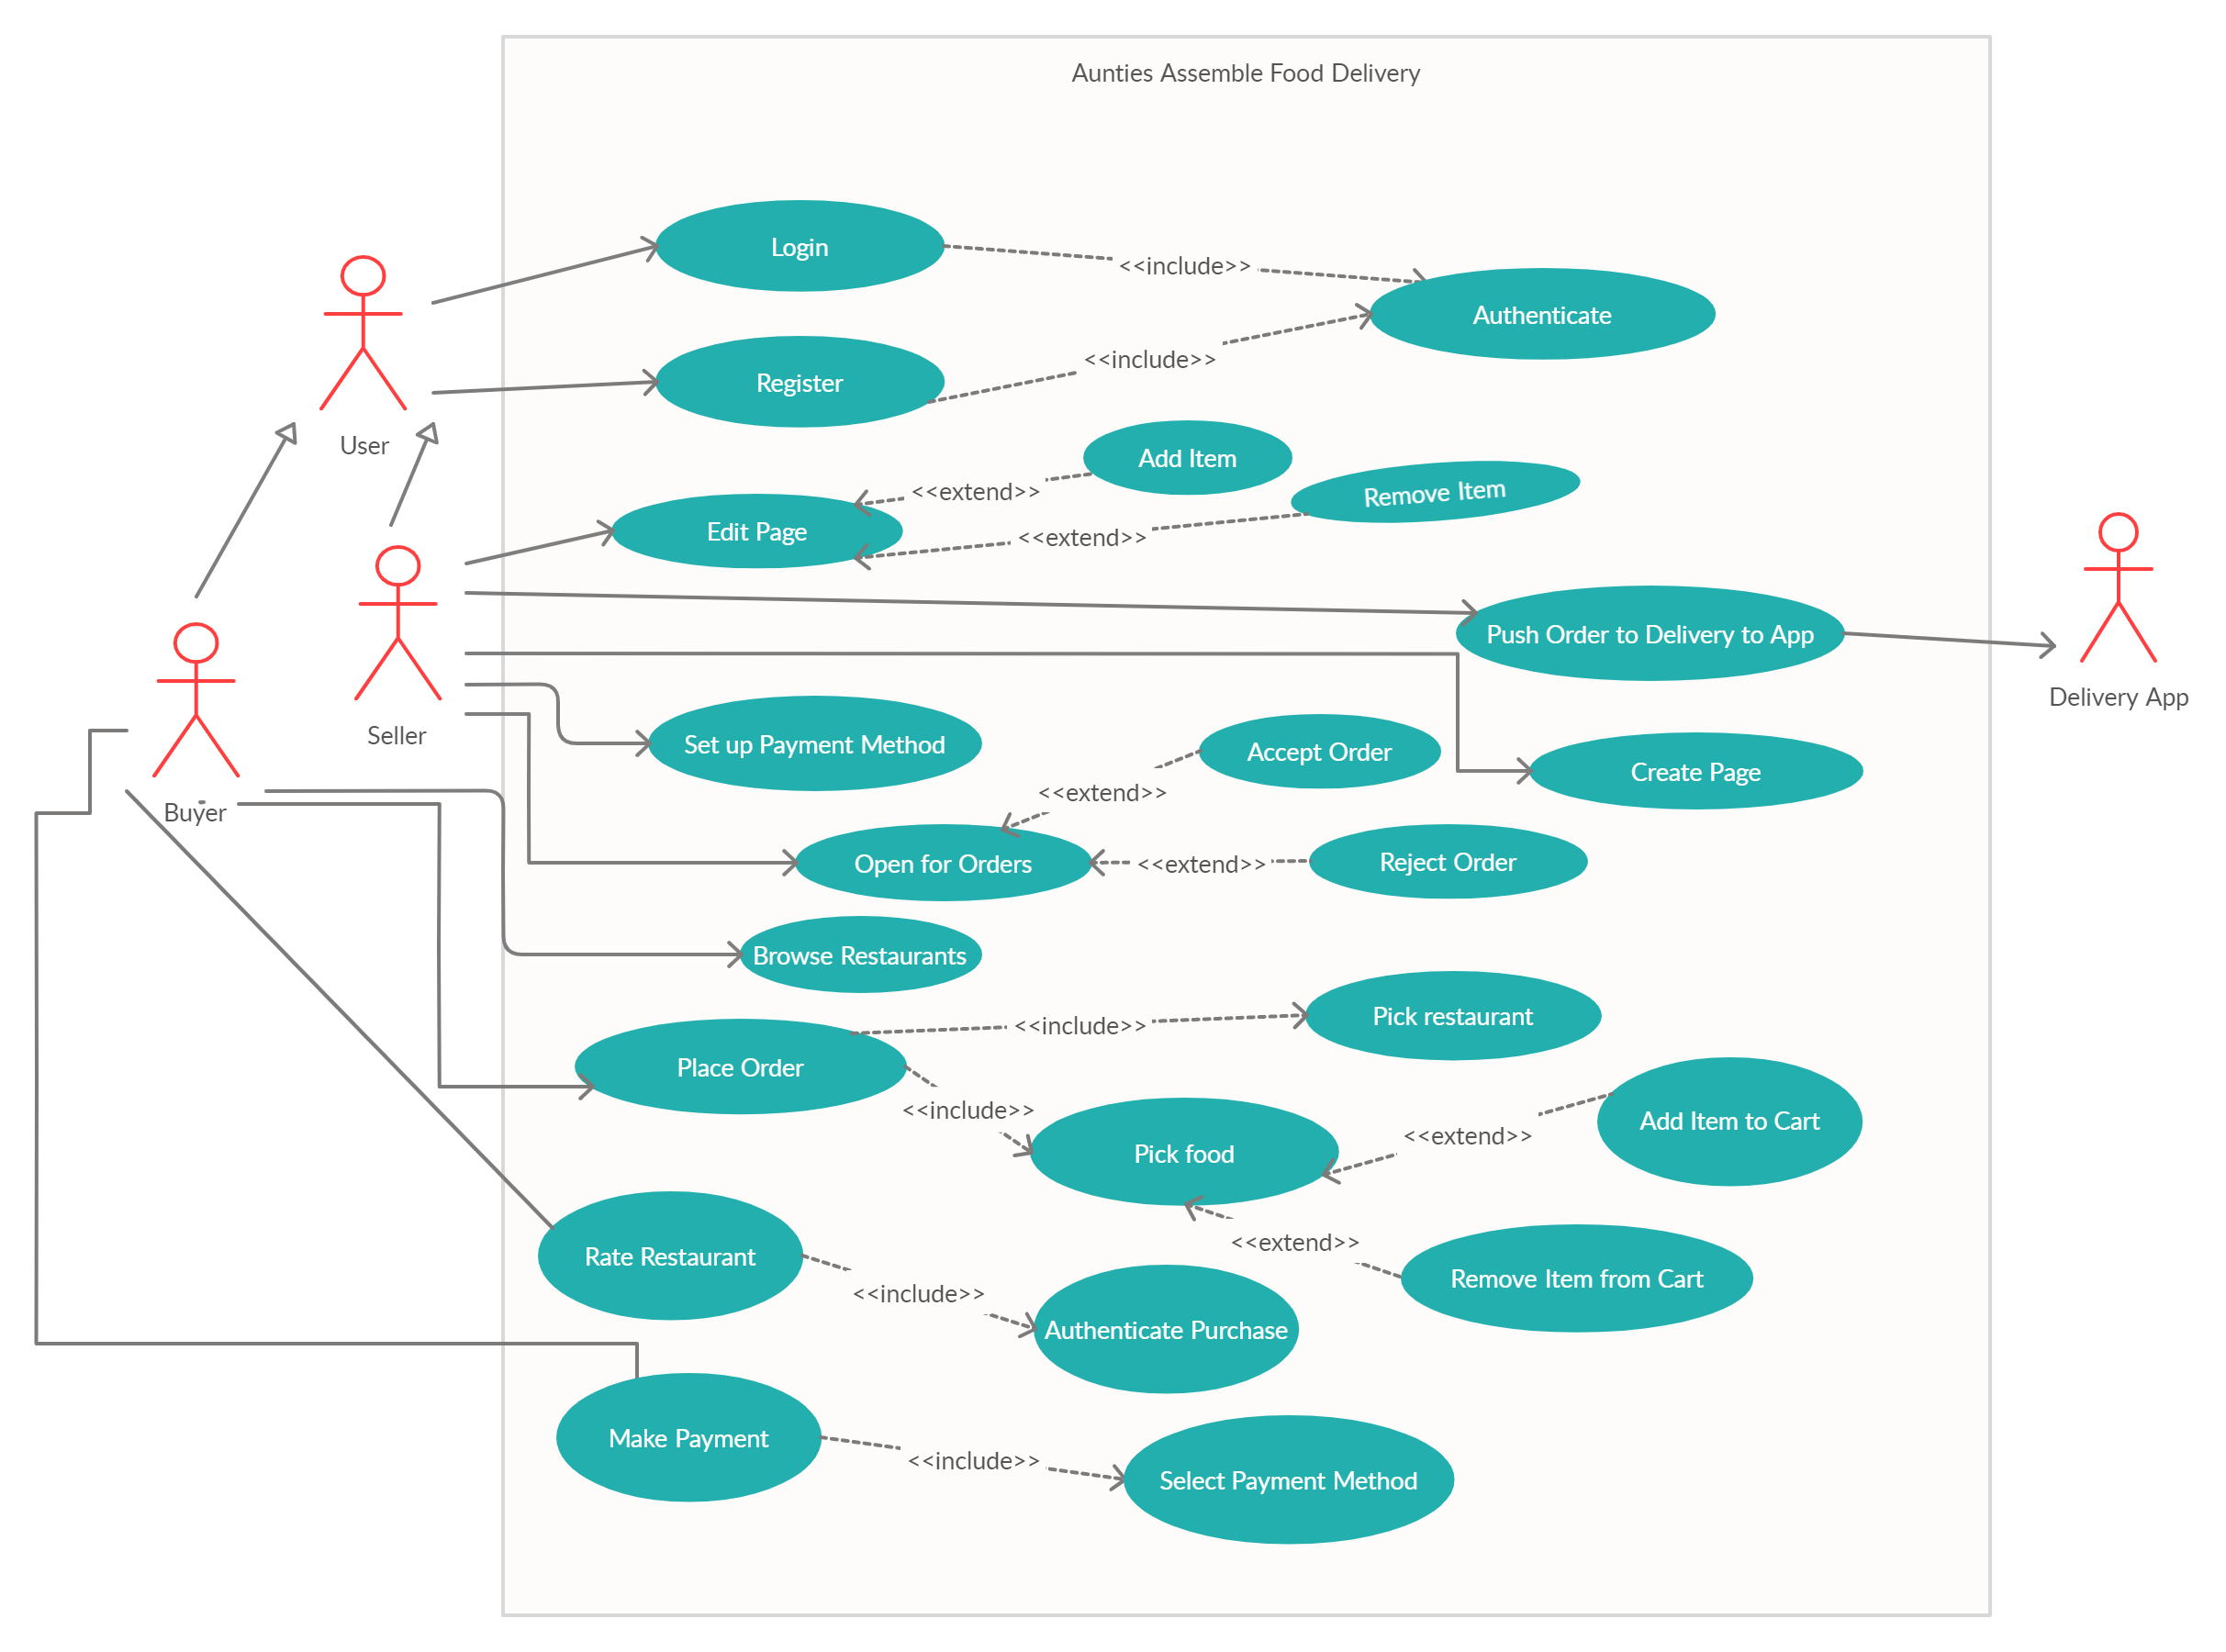 Aunties Assemble Food Delivery
Login
<<include>>
Authenticate
<<include>>
Register
User
Add Item
<<extend>>
Remove Item
Edit Page
<<extend>>
Push Order to Delivery to App
Delivery App
Seller
Set up Payment Method
Accept Order
Create Page
<<extend>>
Buyer
Open for Orders
<<extend>>
Reject Order
Browse Restaurants
Pick restaurant
<<include>>
Place Order
<<include>>
Add Item to Cart
<<extend>>
Pick food
<<extend>>
Rate Restaurant
Remove Item from Cart
<<include>>
Authenticate Purchase
Make Payment
<<include>>
Select Payment Method